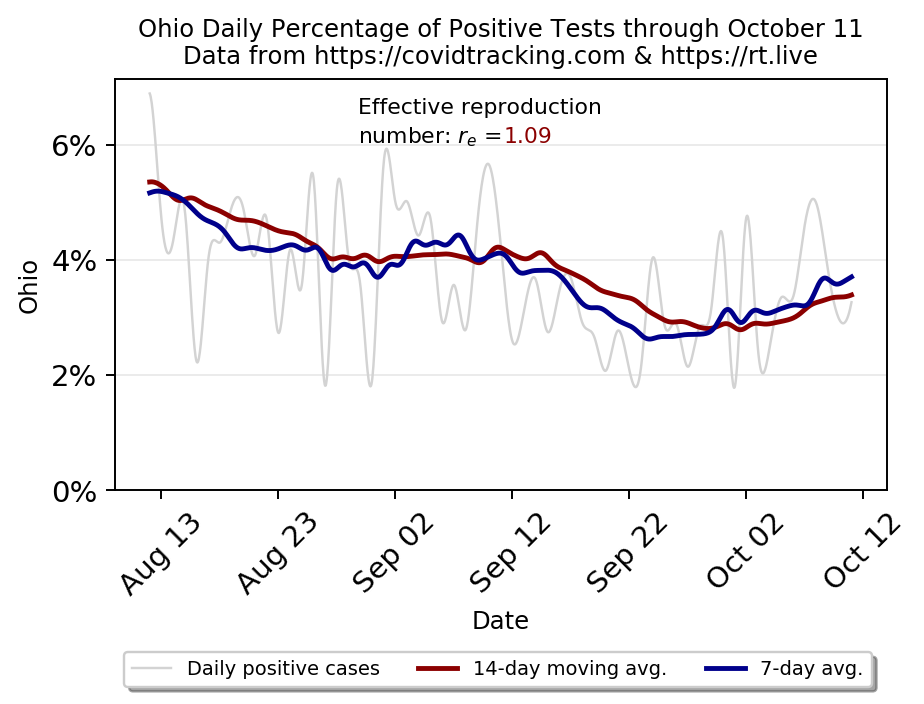 Ohio Daily Percentage of Positive Tests through October 11
Data from https://covidtracking.com & https://rt.live
Effective reproduction
number: rₑ =1.09
6%
4%
2%
0%
Ohio
Aug 13
Aug 23
Sep 02
Sep 12
Sep 22
Oct 02
Oct 12
Date
Daily positive cases
14-day moving avg.
7-day avg.